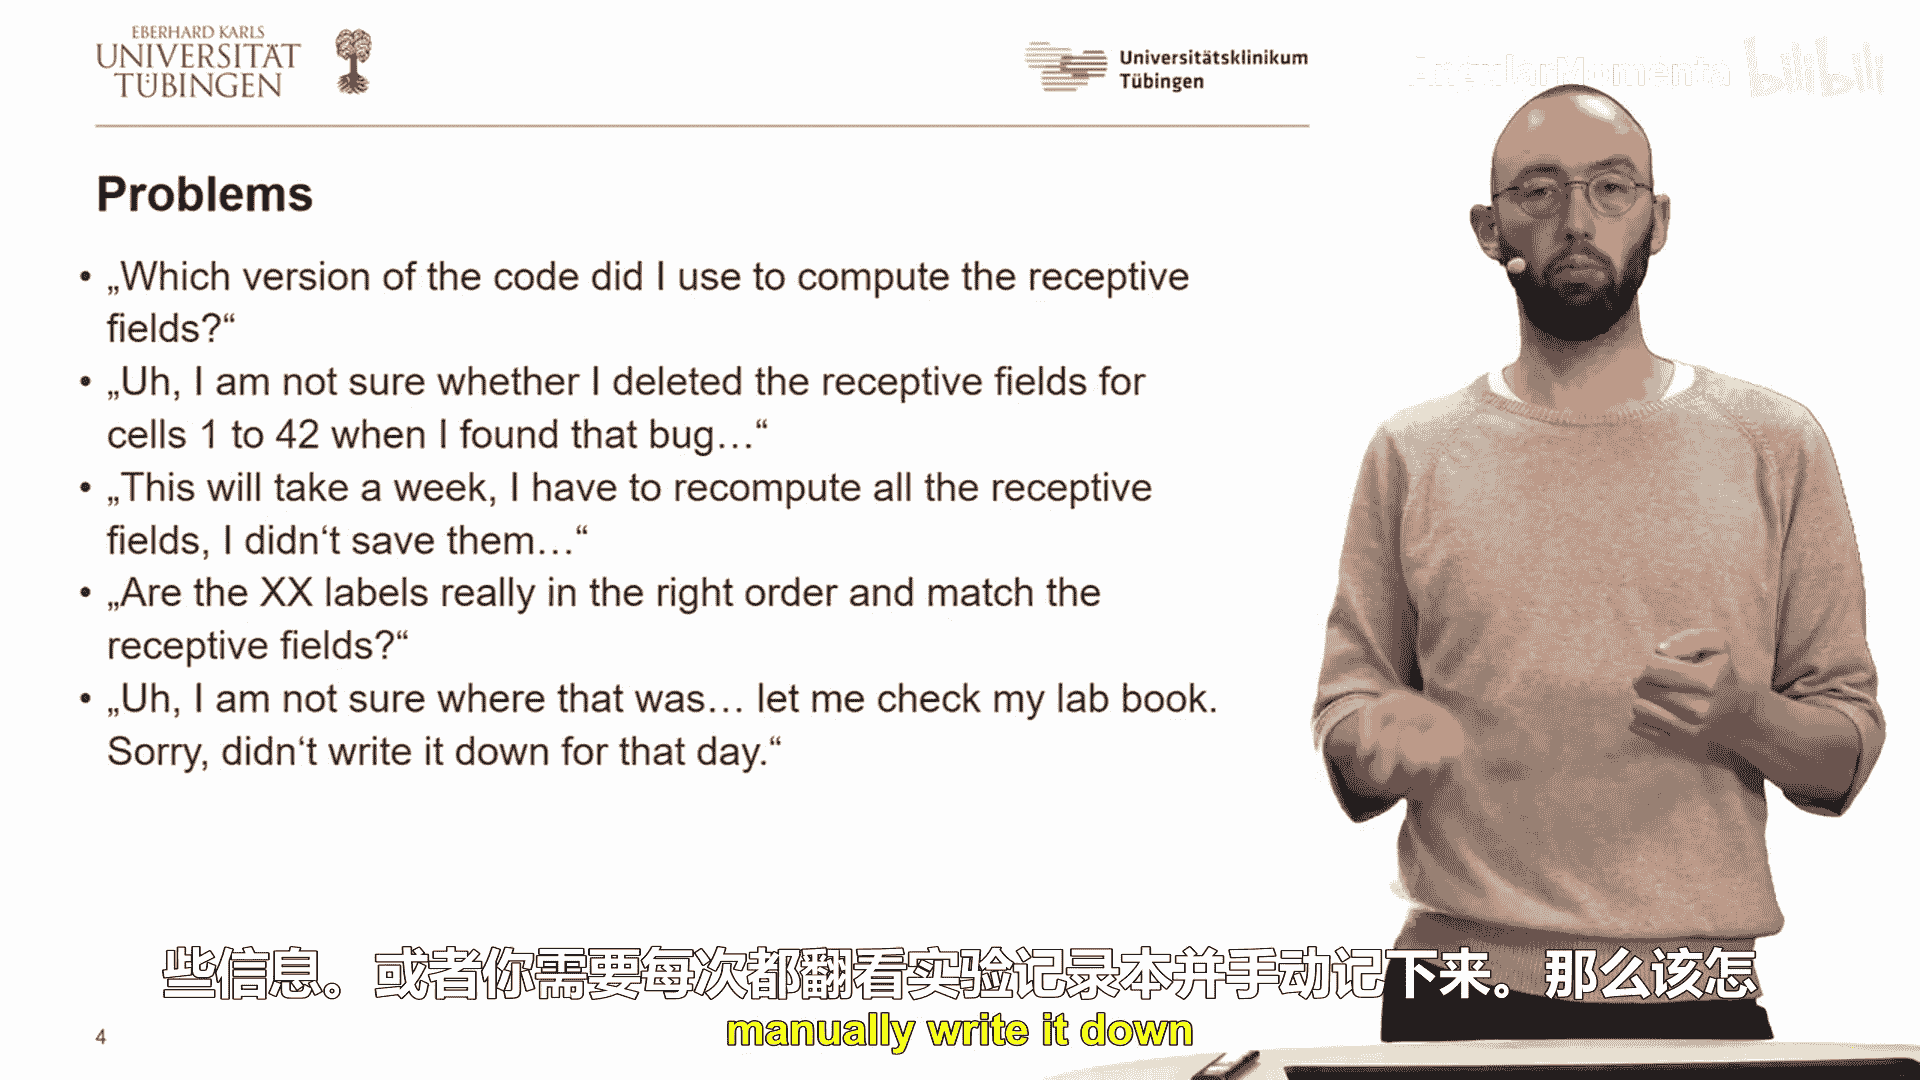 EBERHARD KARLS
UNIVERSITÄT
TÜBINGEN
Universitätsklinikum
Tübingen
AngularMomenta bilibili
Problems
• „Which version of the code did I use to compute the receptive
fields?“
• „Uh, I am not sure whether I deleted the receptive fields for
cells 1 to 42 when I found that bug…“
• „This will take a week, I have to recompute all the receptive
fields, I didn‘t save them…“
• „Are the XX labels really in the right order and match the
receptive fields?“
• „Uh, I am not sure where that was… let me check my lab book.
Sorry, didn‘t write it down for that day.“
些信息。或者你需要每次都翻看实验记录本并手动记下来。那么该怎
manually write it down
4